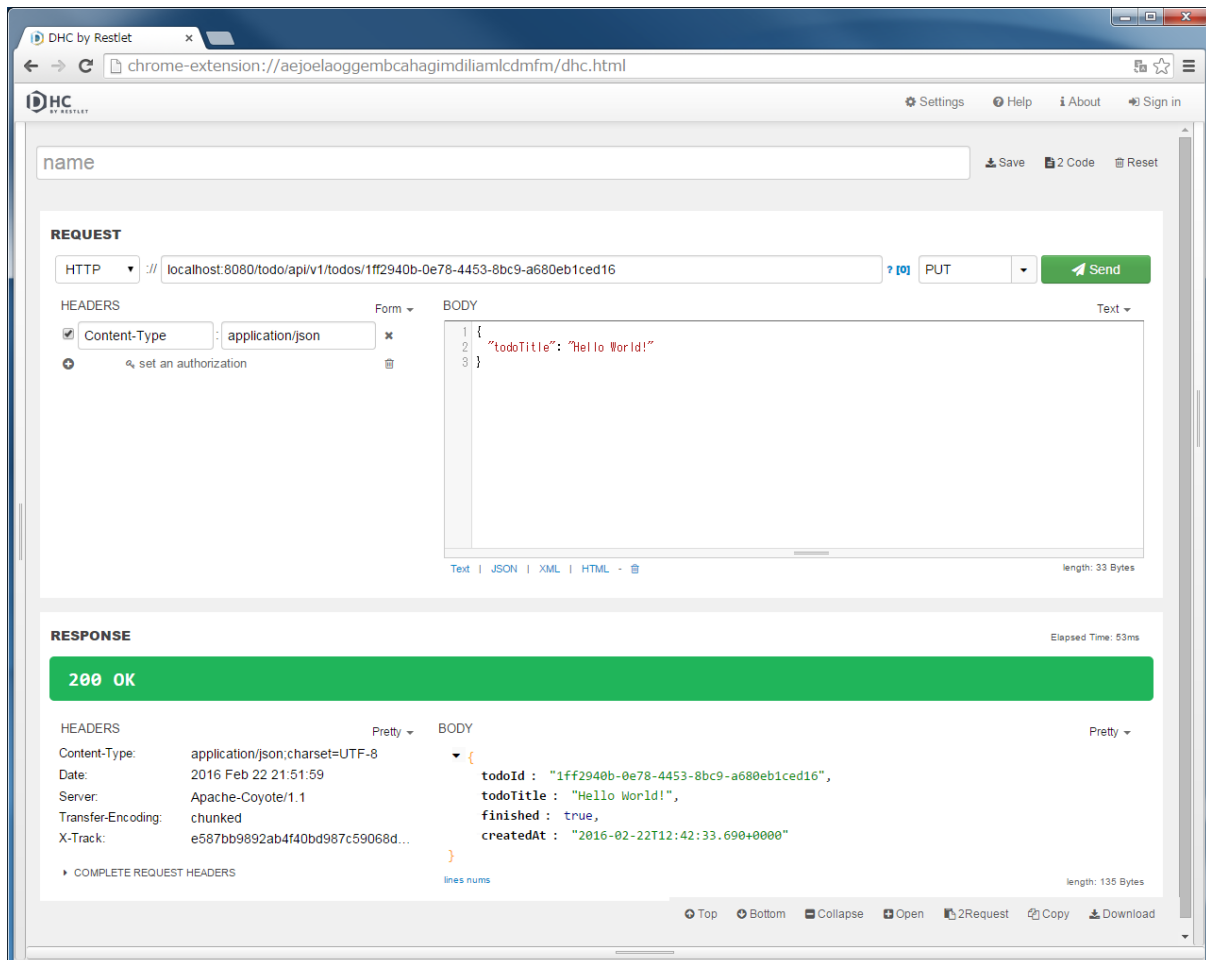 DHC by Restlet
chrome-extension://aejoelaoggembcahagimdiliamlcdmfm/dhc.html
DHC BY RESTLET Settings Help About Sign in
name Save 2 Code Reset
REQUEST
HTTP :// localhost:8080/todo/api/v1/todos/1ff2940b-0e78-4453-8bc9-a680eb1ced16 ? [0] PUT Send
HEADERS Form BODY Text
Content-Type : application/json
set an authorization
1 {
2 "todoTitle": "Hello World!"
3 }
Text | JSON | XML | HTML - length: 33 Bytes
RESPONSE Elapsed Time: 53ms
200 OK
HEADERS Pretty BODY Pretty
Content-Type: application/json;charset=UTF-8
Date: 2016 Feb 22 21:51:59
Server: Apache-Coyote/1.1
Transfer-Encoding: chunked
X-Track: e587bb9892ab4f40bd987c59068d...
COMPLETE REQUEST HEADERS
{
todoId : "1ff2940b-0e78-4453-8bc9-a680eb1ced16",
todoTitle : "Hello World!",
finished : true,
createdAt : "2016-02-22T12:42:33.690+0000"
}
lines nums length: 135 Bytes
Top Bottom Collapse Open 2Request Copy Download